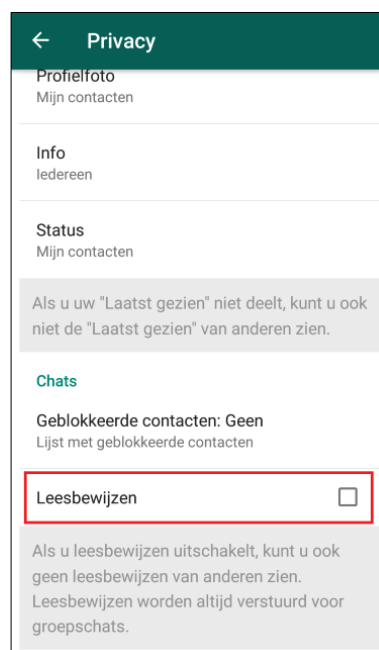 Privacy
Profielfoto
Mijn contacten
Info
Iedereen
Status
Mijn contacten
Als u uw "Laatst gezien" niet deelt, kunt u ook
niet de "Laatst gezien" van anderen zien.
Chats
Geblokkeerde contacten: Geen
Lijst met geblokkeerde contacten
Leesbewijzen
Als u leesbewijzen uitschakelt, kunt u ook
geen leesbewijzen van anderen zien.
Leesbewijzen worden altijd verstuurd voor
groepschats.